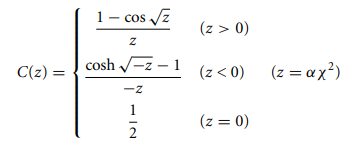 1 − cos √z
z
(z > 0)
C(z) =
cosh √−z − 1
−z
(z < 0)
(z = αχ²)
1
2
(z = 0)